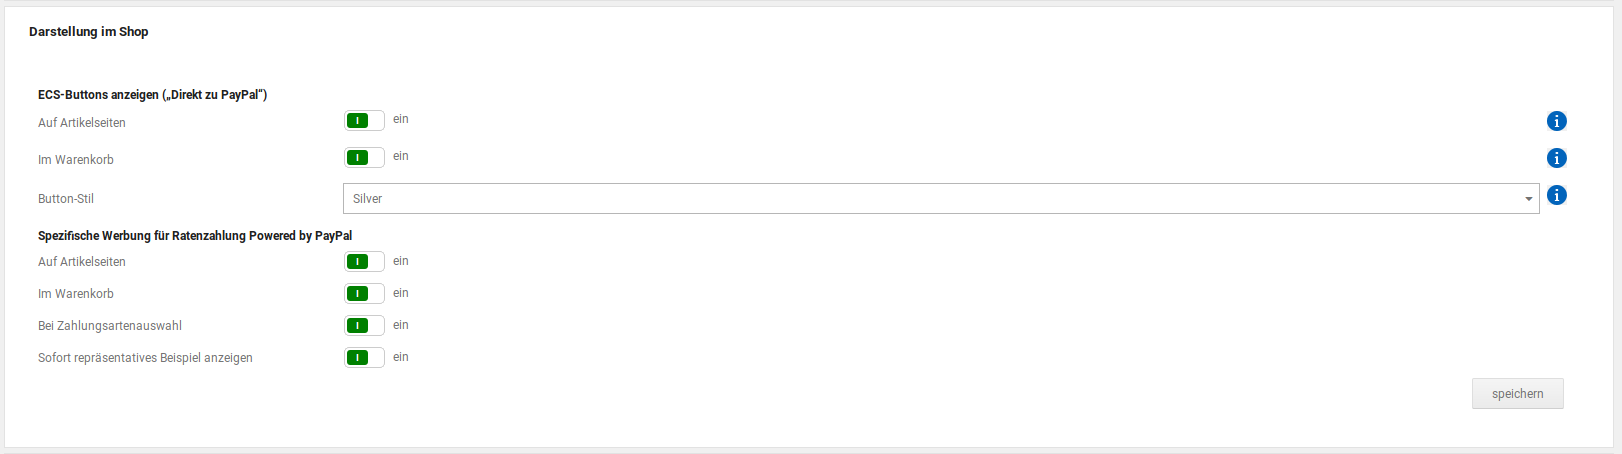 Darstellung im Shop
ECS-Buttons anzeigen („Direkt zu PayPal“)
Auf Artikelseiten ein
Im Warenkorb ein
Button-Stil Silver
Spezifische Werbung für Ratenzahlung Powered by PayPal
Auf Artikelseiten ein
Im Warenkorb ein
Bei Zahlungsartenauswahl ein
Sofort repräsentatives Beispiel anzeigen ein
speichern